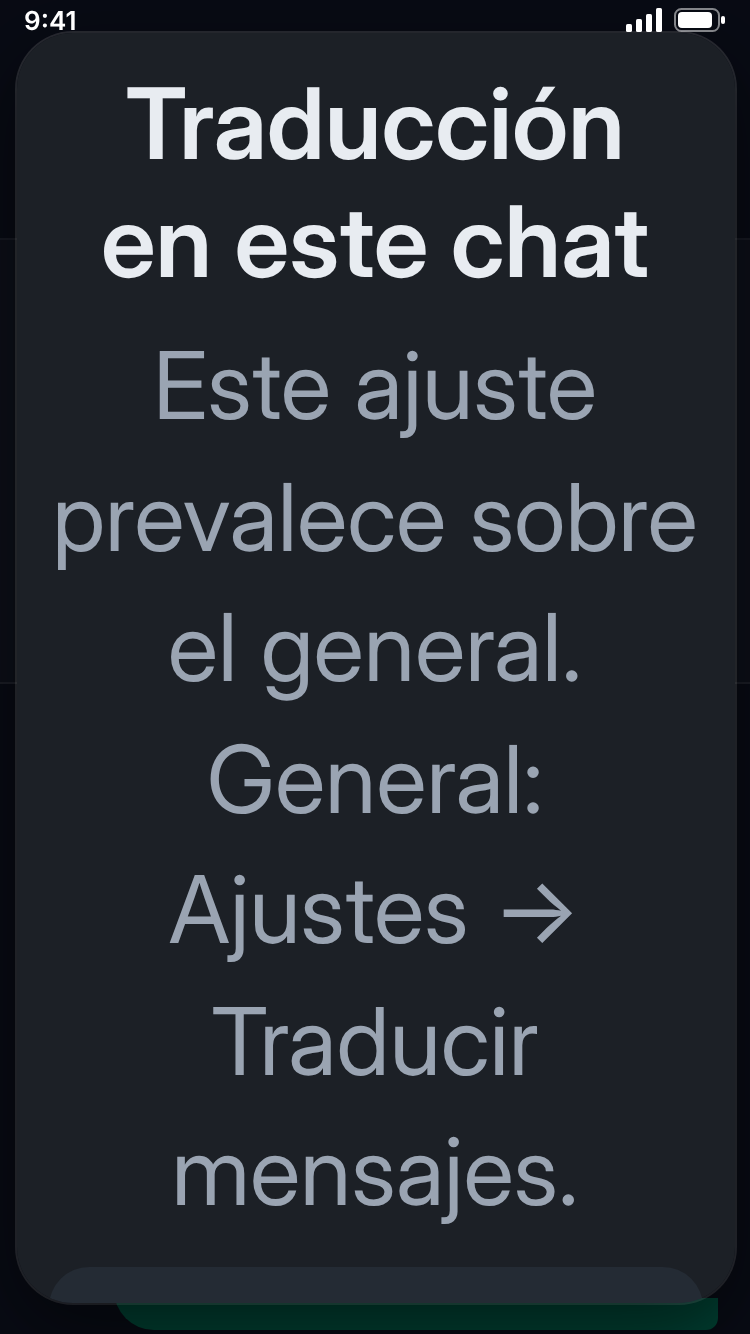 9:41
Traducción
en este chat
Este ajuste
prevalece sobre
el general.
General:
Ajustes →
Traducir
mensajes.